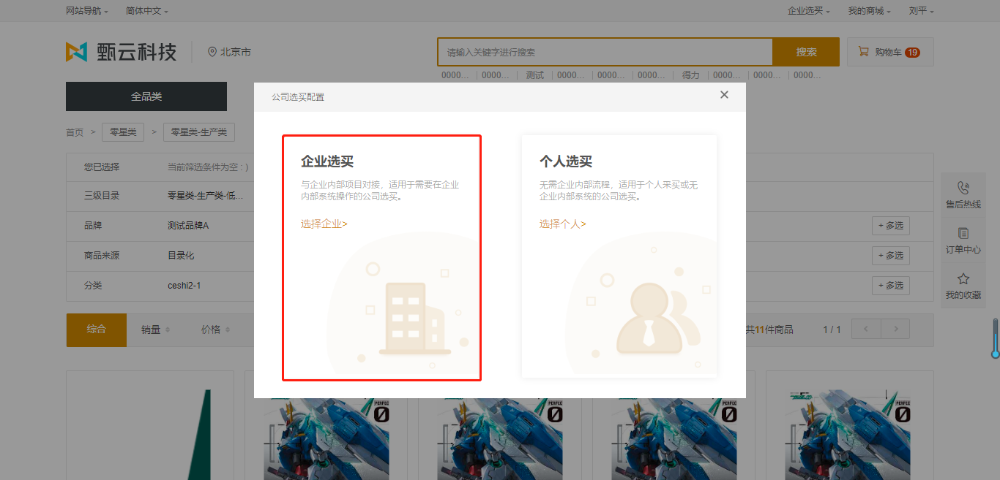 网站导航 简体中文 企业选买 我的商城 刘平
甄云科技 北京市 请输入关键字进行搜索 搜索 购物车 19
0000... 0000... 测试 0000... 0000... 0000... 得力 0000... 0000... 0000...
全品类
公司选买配置
首页 > 零星类 > 零星类-生产类
企业选买
与企业内部项目对接，适用于需要在企业
内部系统操作的公司选买。
选择企业>
个人选买
无需企业内部流程，适用于个人采买或无
企业内部系统的公司选买。
选择个人>
您已选择 当前筛选条件为空 : )
三级目录 零星类-生产类-低...
品牌 测试品牌A + 多选
商品来源 目录化 + 多选
分类 ceshi2-1 + 多选
售后热线
订单中心
我的收藏
综合 销量 价格 共11件商品 1 / 1 < >
PERFEC
0
PERFEC
0
PERFEC
0
PERFEC
0